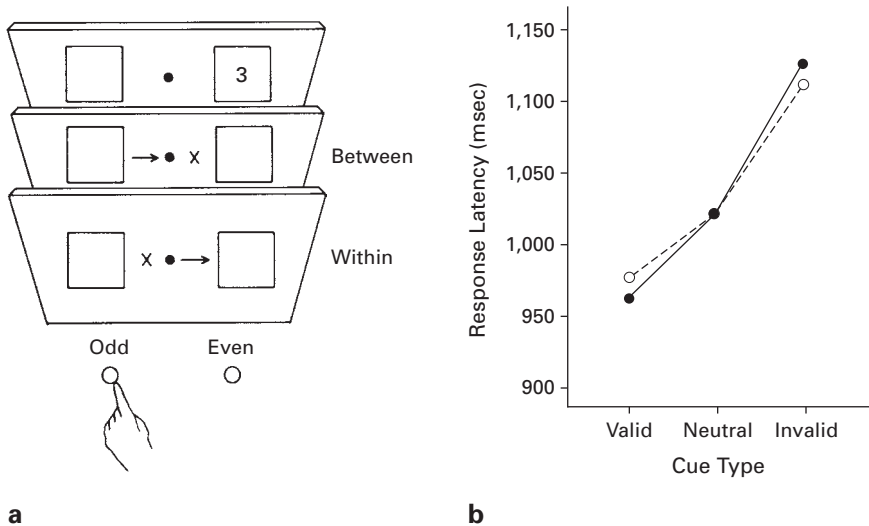 3
X
Between
X
Within
Odd Even
a
Response Latency (msec)
1,150
1,100
1,050
1,000
950
900
Valid Neutral Invalid
Cue Type
b